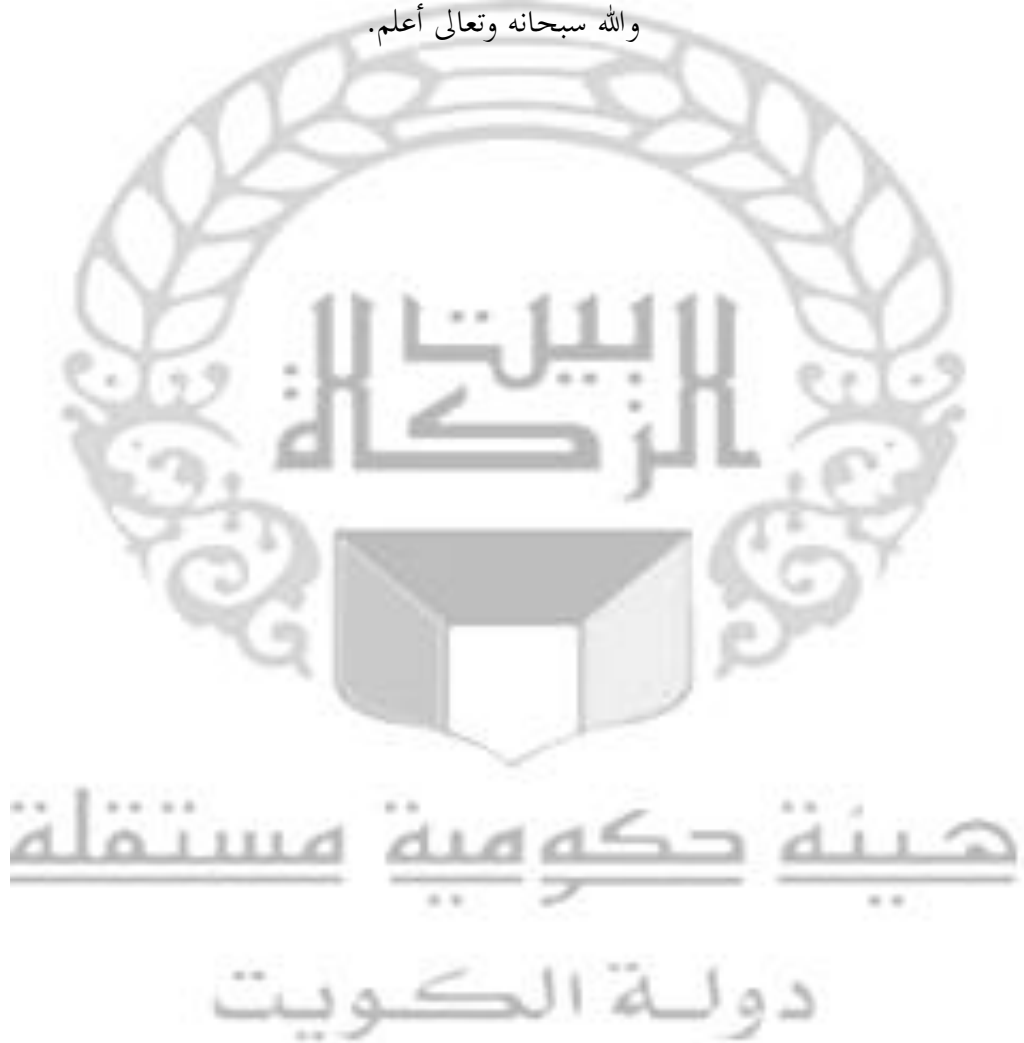 والله سبحانه وتعالى أعلم.
بيت
الزكاة
هيئة حكومية مستقلة
دولة الكويت